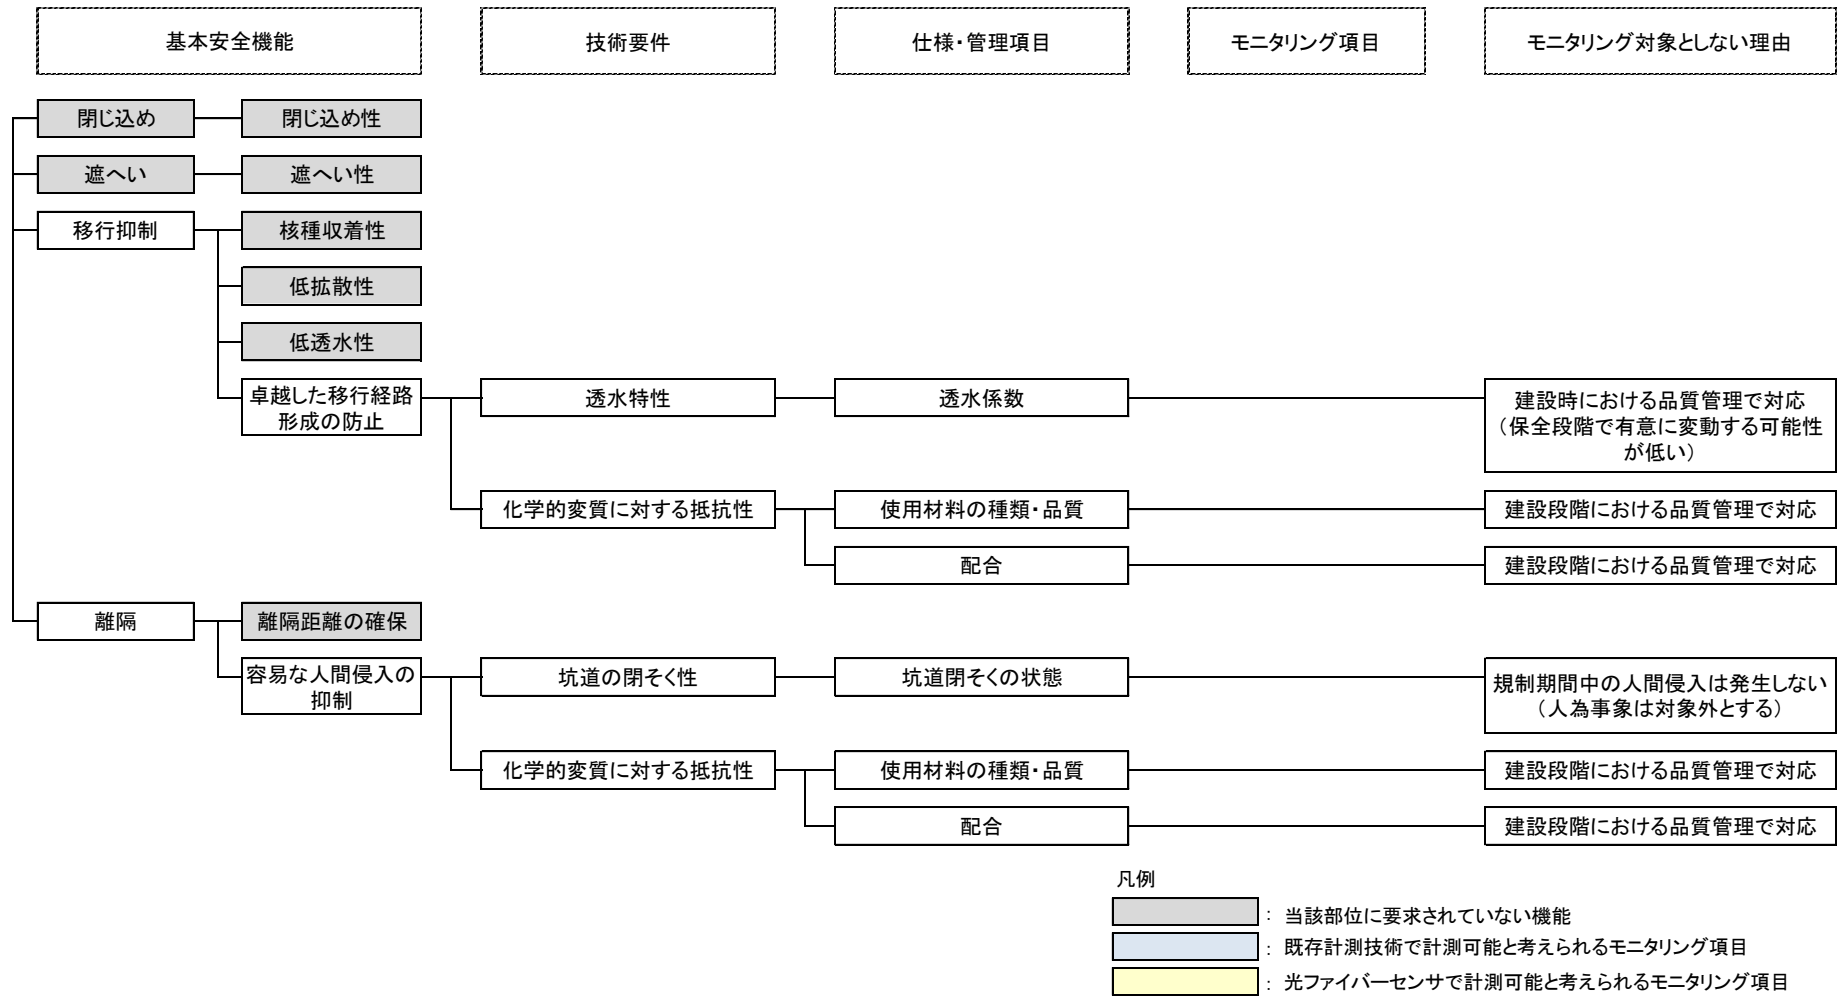 基本安全機能
技術要件
仕様・管理項目
モニタリング項目
モニタリング対象としない理由
閉じ込め
閉じ込め性
遮へい
遮へい性
移行抑制
核種収着性
低拡散性
低透水性
卓越した移行経路
形成の防止
透水特性
透水係数
建設時における品質管理で対応
（保全段階で有意に変動する可能性
が低い）
化学的変質に対する抵抗性
使用材料の種類・品質
建設段階における品質管理で対応
配合
建設段階における品質管理で対応
離隔
離隔距離の確保
容易な人間侵入の
抑制
坑道の閉そく性
坑道閉そくの状態
規制期間中の人間侵入は発生しない
（人為事象は対象外とする）
化学的変質に対する抵抗性
使用材料の種類・品質
建設段階における品質管理で対応
配合
建設段階における品質管理で対応
凡例
： 当該部位に要求されていない機能
： 既存計測技術で計測可能と考えられるモニタリング項目
： 光ファイバーセンサで計測可能と考えられるモニタリング項目